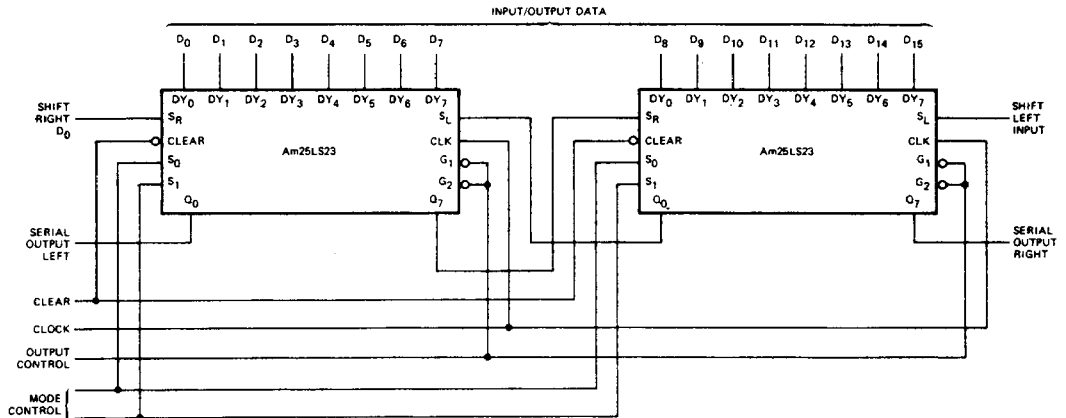 INPUT/OUTPUT DATA
D0 D1 D2 D3 D4 D5 D6 D7 D8 D9 D10 D11 D12 D13 D14 D15
DY0 DY1 DY2 DY3 DY4 DY5 DY6 DY7 DY0 DY1 DY2 DY3 DY4 DY5 DY6 DY7
SHIFT
RIGHT
D0
SR
CLEAR
S0
S1
Q0
Am25LS23
SL
CLK
G1
G2
Q7
SR
CLEAR
S0
S1
Q0
Am25LS23
SL
CLK
G1
G2
Q7
SHIFT
LEFT
INPUT
SERIAL
OUTPUT
LEFT
SERIAL
OUTPUT
RIGHT
CLEAR
CLOCK
OUTPUT
CONTROL
MODE
CONTROL